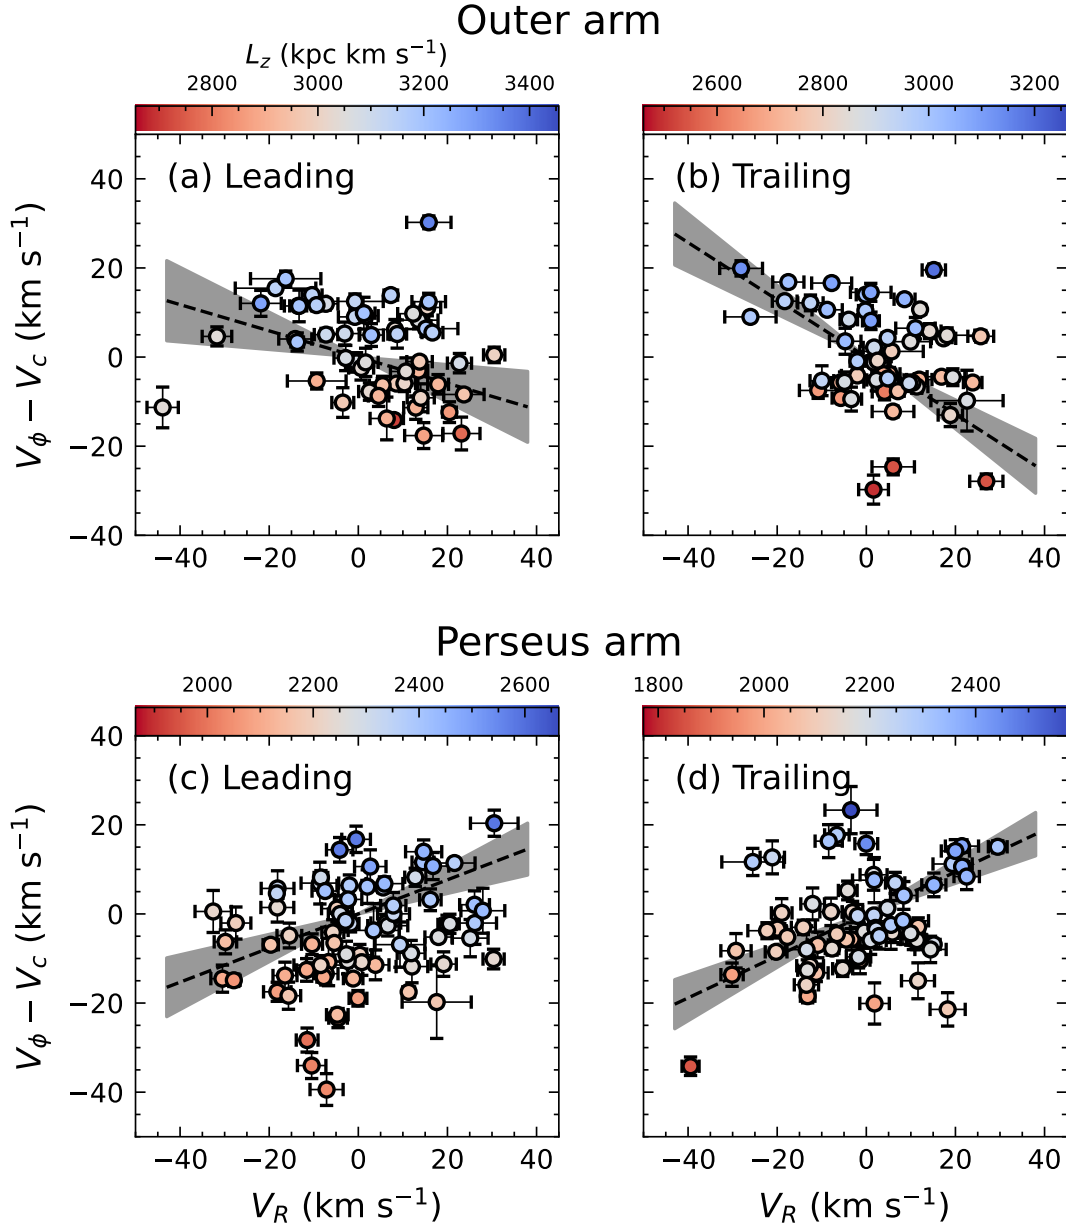 Outer arm
L_z (kpc km s⁻¹)
2800 3000 3200 3400
2600 2800 3000 3200
(a) Leading
(b) Trailing
V_ϕ − V_c (km s⁻¹)
40
20
0
−20
−40
−40 −20 0 20 40
−40 −20 0 20 40
Perseus arm
2000 2200 2400 2600
1800 2000 2200 2400
(c) Leading
(d) Trailing
V_ϕ − V_c (km s⁻¹)
40
20
0
−20
−40
−40 −20 0 20 40
−40 −20 0 20 40
V_R (km s⁻¹)
V_R (km s⁻¹)